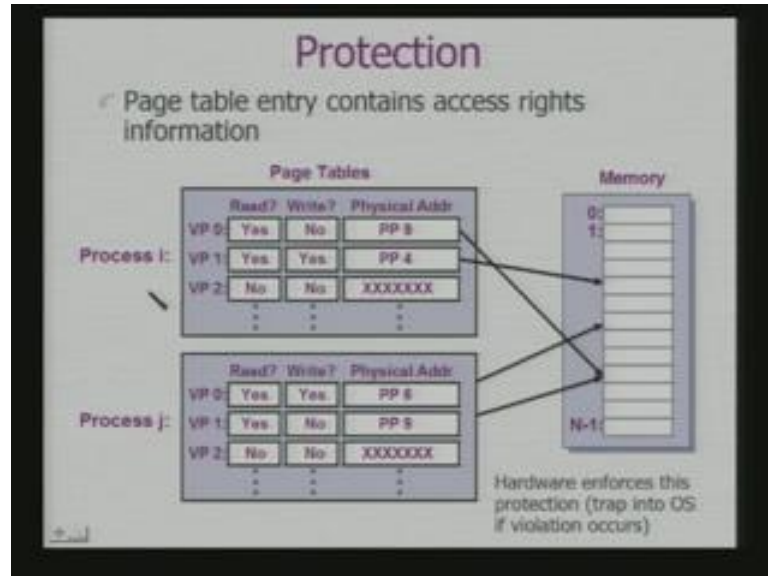 Protection
Page table entry contains access rights
information
Page Tables
Memory
Read? Write? Physical Addr
VP 0: Yes No
VP 1: Yes Yes PP 4
VP 2: No No XXXXXXX
Process i:
0:
1:
N-1:
Read? Write? Physical Addr
VP 0: Yes Yes PP 6
VP 1: Yes No PP 9
VP 2: No No XXXXXXX
Process j:
Hardware enforces this
protection (trap into OS
if violation occurs)